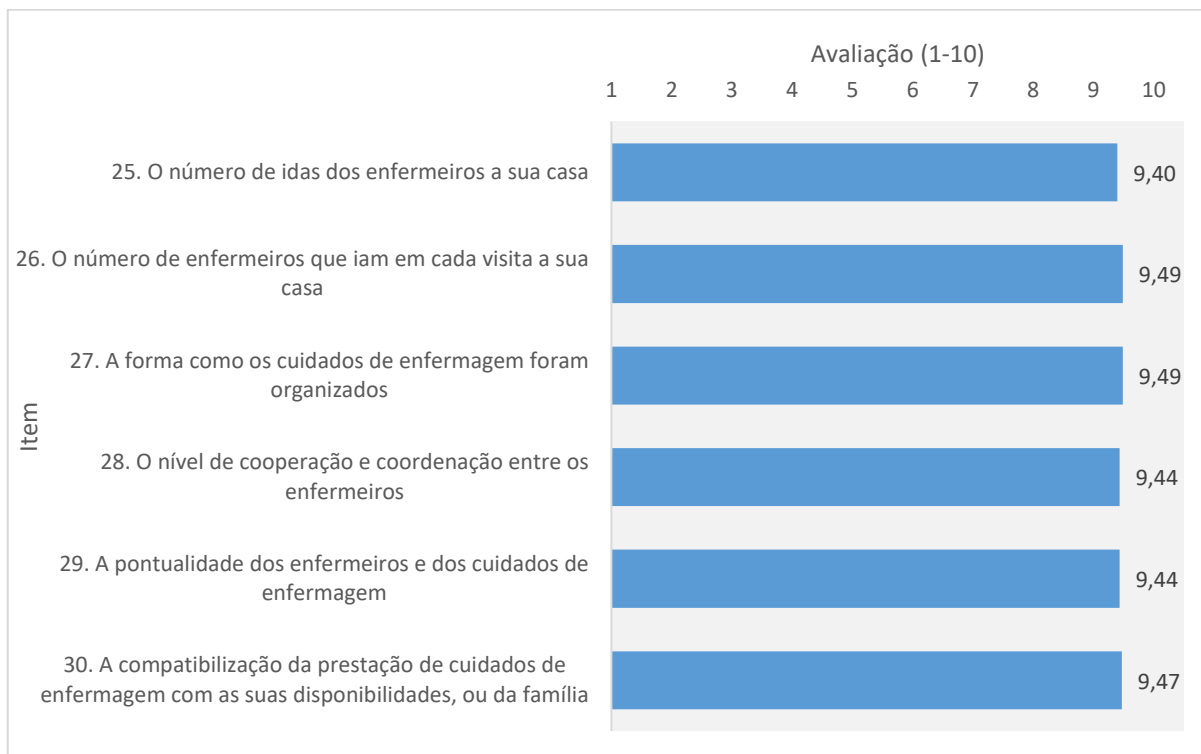 Avaliação (1-10)
1 2 3 4 5 6 7 8 9 10
25. O número de idas dos enfermeiros a sua casa
9,40
26. O número de enfermeiros que iam em cada visita a sua
casa
9,49
27. A forma como os cuidados de enfermagem foram
organizados
9,49
Item
28. O nível de cooperação e coordenação entre os
enfermeiros
9,44
29. A pontualidade dos enfermeiros e dos cuidados de
enfermagem
9,44
30. A compatibilização da prestação de cuidados de
enfermagem com as suas disponibilidades, ou da família
9,47